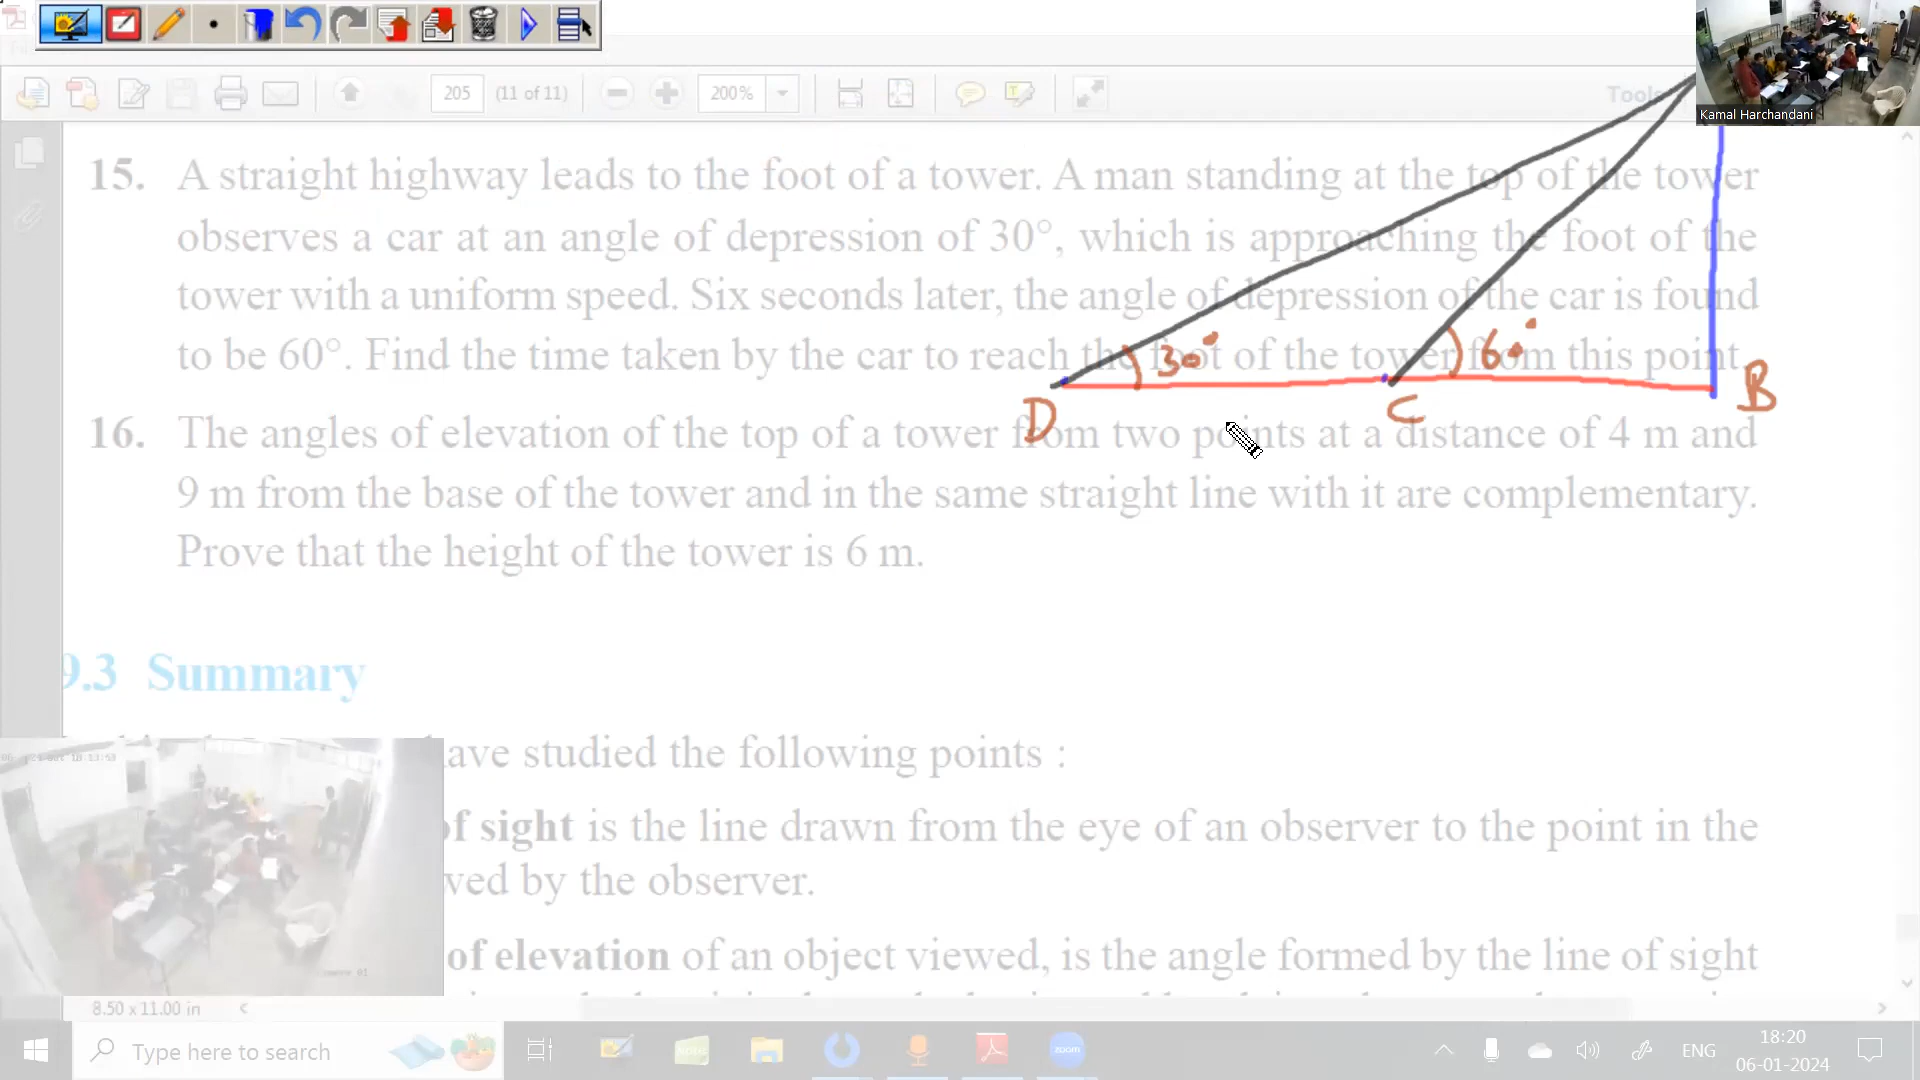 205 (11 of 11) 200% Tools
Kamal Harchandani
15. A straight highway leads to the foot of a tower. A man standing at the top of the tower
observes a car at an angle of depression of 30°, which is approaching the foot of the
tower with a uniform speed. Six seconds later, the angle of depression of the car is found
to be 60°. Find the time taken by the car to reach the foot of the tower from this point.
30° 60°
D C B
16. The angles of elevation of the top of a tower from two points at a distance of 4 m and
9 m from the base of the tower and in the same straight line with it are complementary.
Prove that the height of the tower is 6 m.
9.3 Summary
have studied the following points :
of sight is the line drawn from the eye of an observer to the point in the
wed by the observer.
of elevation of an object viewed, is the angle formed by the line of sight
8.50 x 11.00 in
Type here to search
zoom
ENG
18:20
06-01-2024